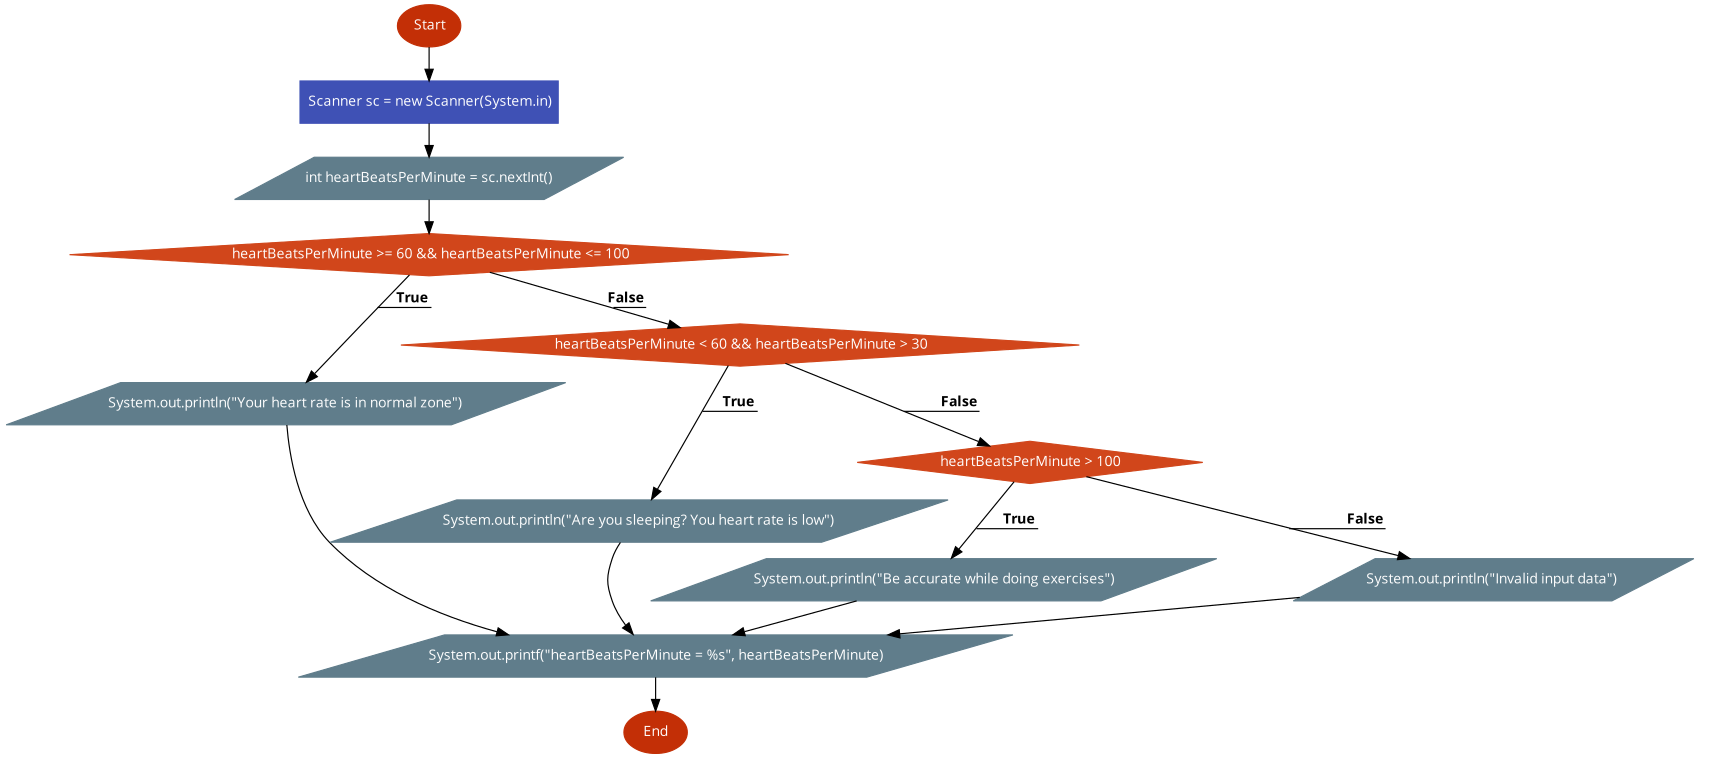 Start
Scanner sc = new Scanner(System.in)
int heartBeatsPerMinute = sc.nextInt()
heartBeatsPerMinute >= 60 && heartBeatsPerMinute <= 100
True
False
heartBeatsPerMinute < 60 && heartBeatsPerMinute > 30
System.out.println("Your heart rate is in normal zone")
True
False
heartBeatsPerMinute > 100
System.out.println("Are you sleeping? You heart rate is low")
True
False
System.out.println("Be accurate while doing exercises")
System.out.println("Invalid input data")
System.out.printf("heartBeatsPerMinute = %s", heartBeatsPerMinute)
End